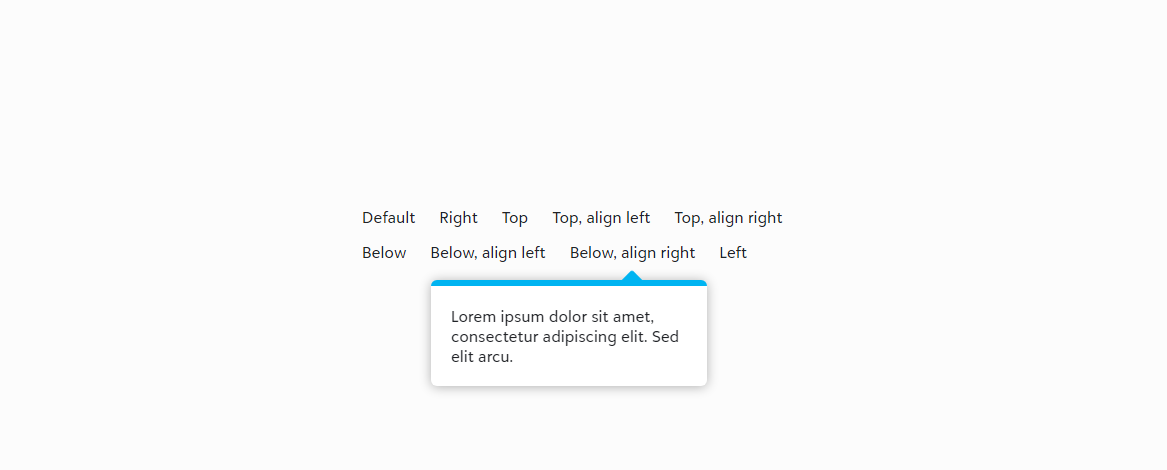 Default Right Top Top, align left Top, align right
Below Below, align left Below, align right Left
Lorem ipsum dolor sit amet,
consectetur adipiscing elit. Sed
elit arcu.